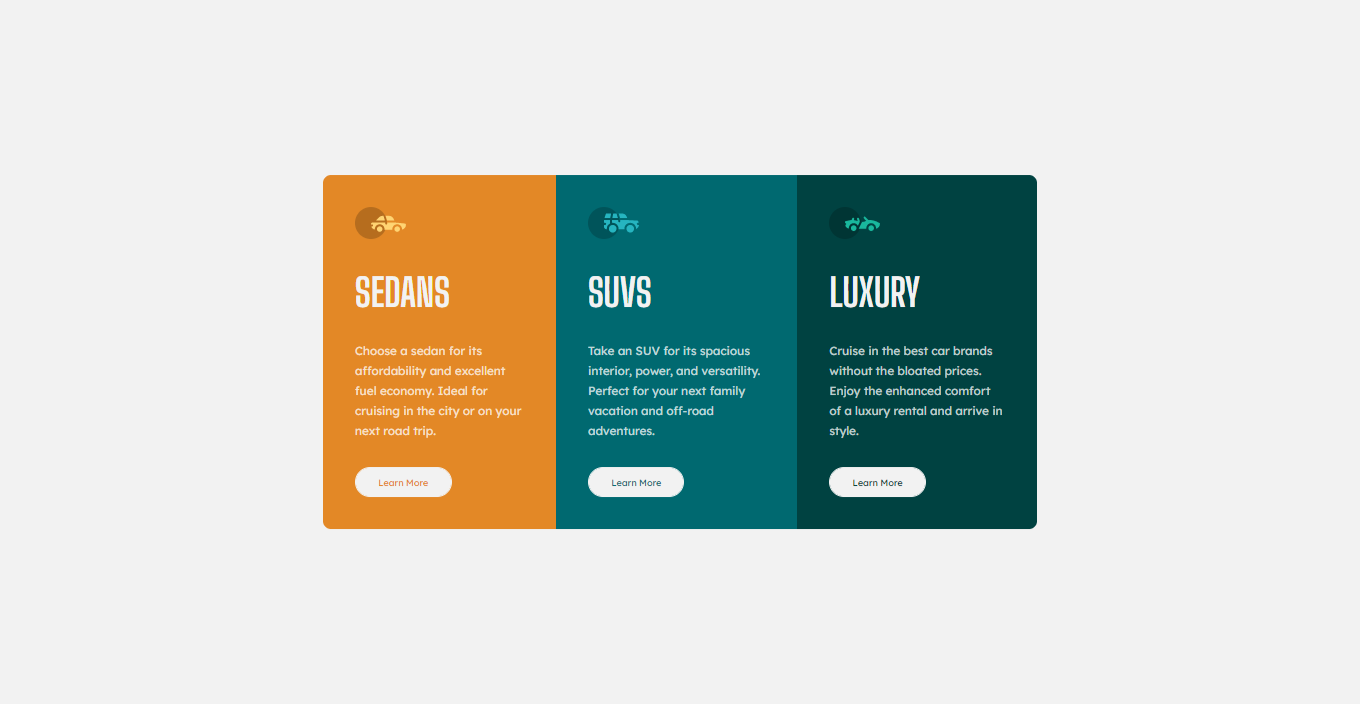 SEDANS
Choose a sedan for its
affordability and excellent
fuel economy. Ideal for
cruising in the city or on your
next road trip.
Learn More
SUVS
Take an SUV for its spacious
interior, power, and versatility.
Perfect for your next family
vacation and off-road
adventures.
Learn More
LUXURY
Cruise in the best car brands
without the bloated prices.
Enjoy the enhanced comfort
of a luxury rental and arrive in
style.
Learn More